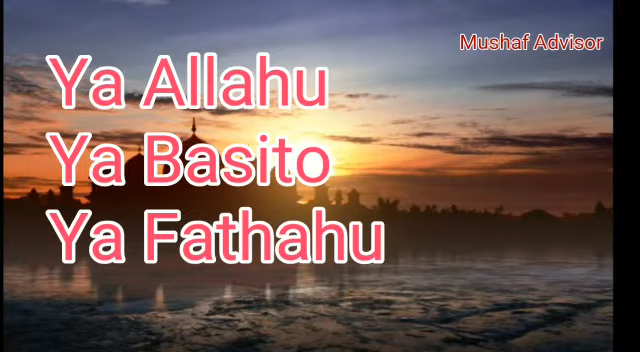 Mushaf Advisor
Ya Allahu
Ya Basito
Ya Fathahu